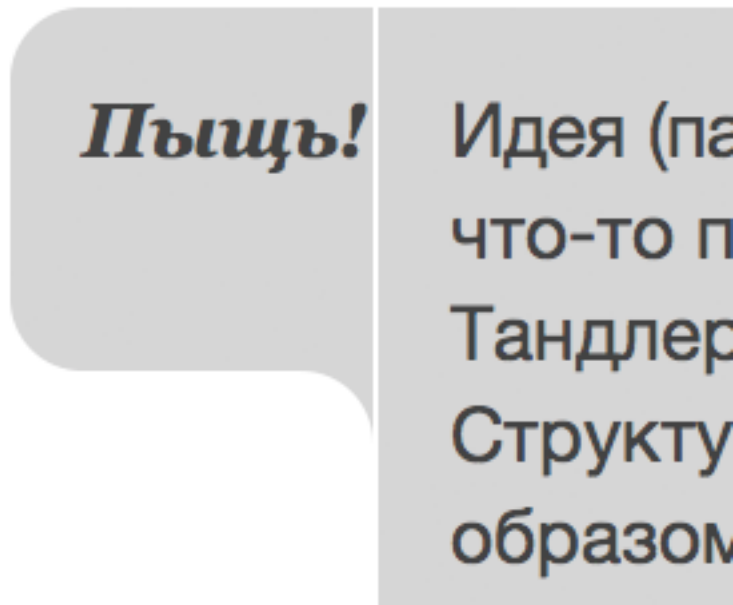 Пыщь!
Идея (па
что-то п
Тандлер
Структу
образом